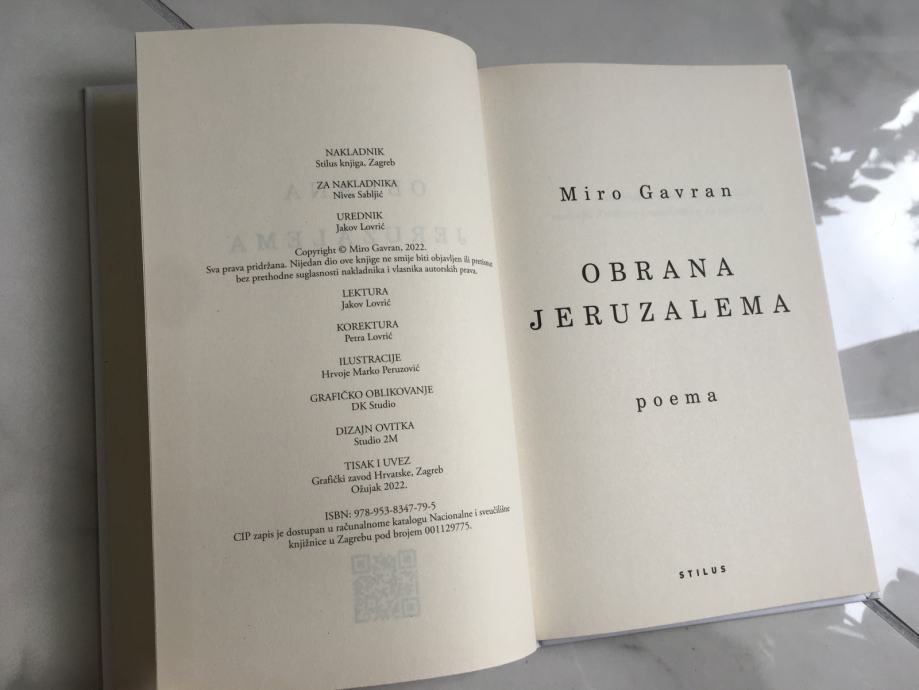 NAKLADNIK
Stilus knjiga, Zagreb
ZA NAKLADNIKA
Nives Sabljić
UREDNIK
Jakov Lovrić
Copyright © Miro Gavran, 2022.
Sva prava pridržana. Nijedan dio ove knjige ne smije biti objavljen ili
bez prethodne suglasnosti nakladnika i vlasnika autorskih prava.
LEKTURA
Jakov Lovrić
KOREKTURA
Petra Lovrić
ILUSTRACIJE
Hrvoje Marko Peruzović
GRAFIČKO OBLIKOVANJE
DK Studio
DIZAJN OVITKA
Studio 2M
TISAK I UVEZ
Grafički zavod Hrvatske, Zagreb
Ožujak 2022.
ISBN: 978-953-8347-79-5
CIP zapis je dostupan u računalnome katalogu Nacionalne i sveučilišne
knjižnice u Zagrebu pod brojem 001129775.
Miro Gavran
OBRANA
JERUZALEMA
poema
STILUS